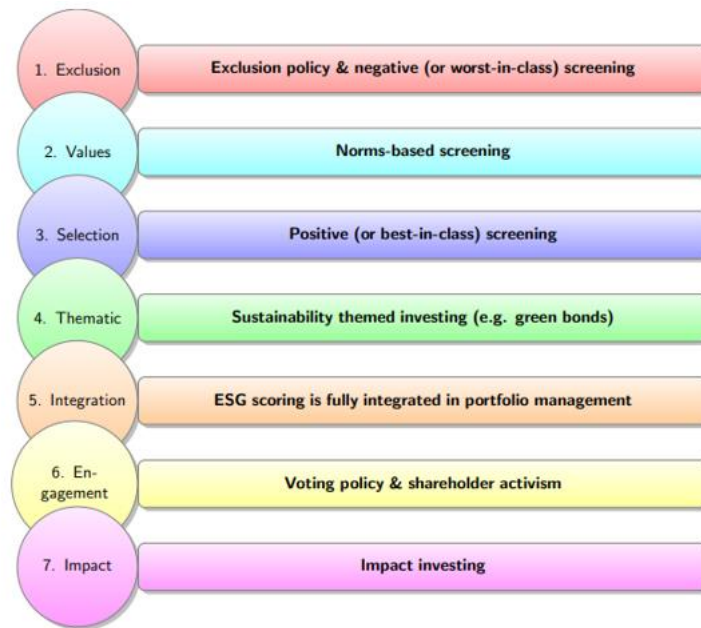 1. Exclusion
Exclusion policy & negative (or worst-in-class) screening
2. Values
Norms-based screening
3. Selection
Positive (or best-in-class) screening
4. Thematic
Sustainability themed investing (e.g. green bonds)
5. Integration
ESG scoring is fully integrated in portfolio management
6. En-
gagement
Voting policy & shareholder activism
7. Impact
Impact investing